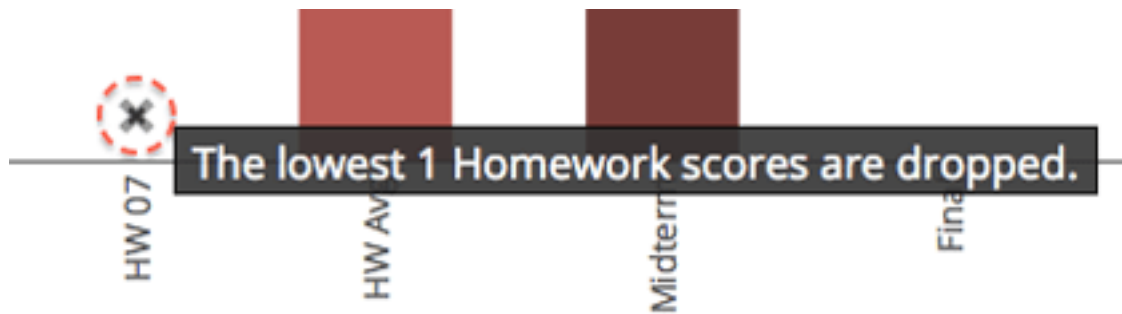 The lowest 1 Homework scores are dropped.
HW 07
HW Av
Midterm
Fina